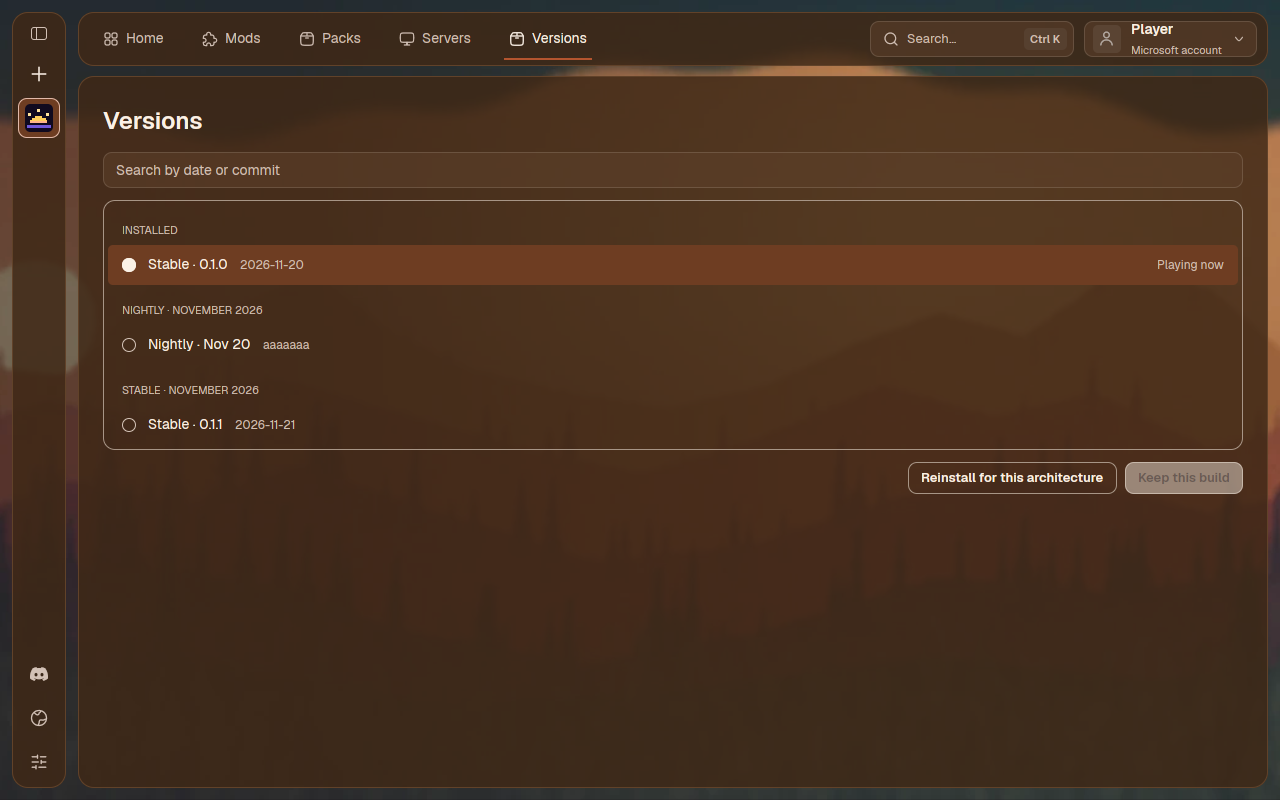 Home
Mods
Packs
Servers
Versions
Search...
Ctrl K
Player
Microsoft account
Versions
Search by date or commit
INSTALLED
Stable · 0.1.0 2026-11-20
Playing now
NIGHTLY · NOVEMBER 2026
Nightly · Nov 20 aaaaaaa
STABLE · NOVEMBER 2026
Stable · 0.1.1 2026-11-21
Reinstall for this architecture
Keep this build